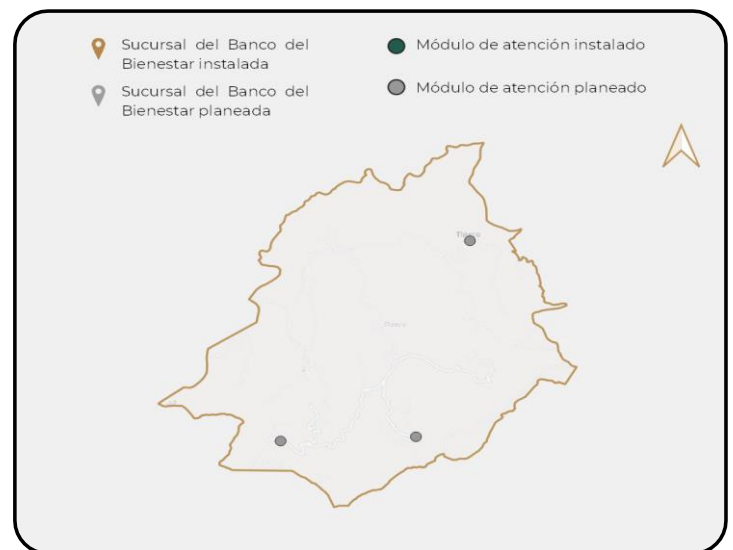 Sucursal del Banco del
Bienestar instalada
Sucursal del Banco del
Bienestar planeada
Módulo de atención instalado
Módulo de atención planeado